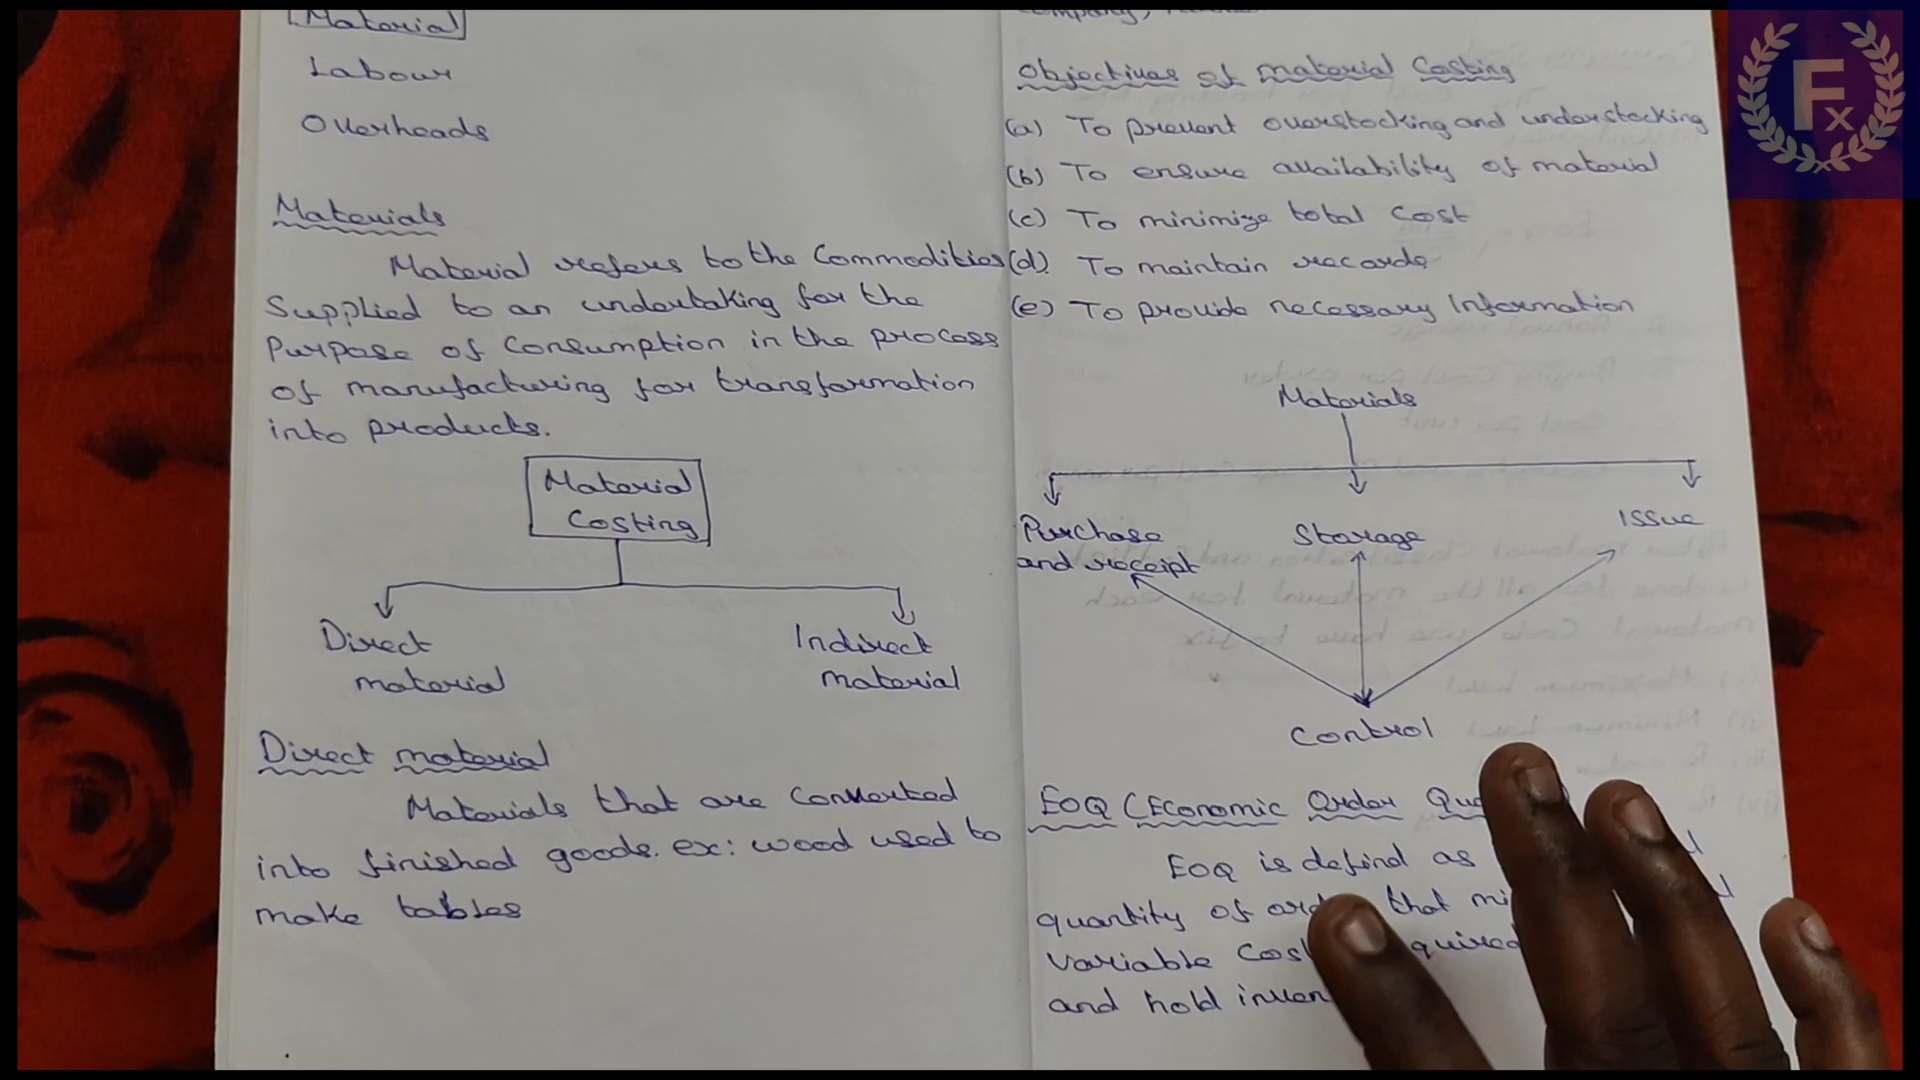 Material
Labour
Overheads
Materials
Material refers to the Commodities
Supplied to an undertaking for the
Purpose of Consumption in the process
of manufacturing for transformation
into products.
Material
Costing
Direct
material
Indirect
material
Direct material
Materials that are converted
into finished goods. ex: wood used to
make tables
Company,
Objectives of material Costing
(a) To prevent overstocking and understocking
(b) To ensure availability of material
(c) To minimize total cost
(d) To maintain records
(e) To provide necessary Information
Materials
Purchase
and receipt
Storage
Issue
Control
EOQ (Economic Order
EOQ is defind as
quantity of that
variable
and hold
Fx